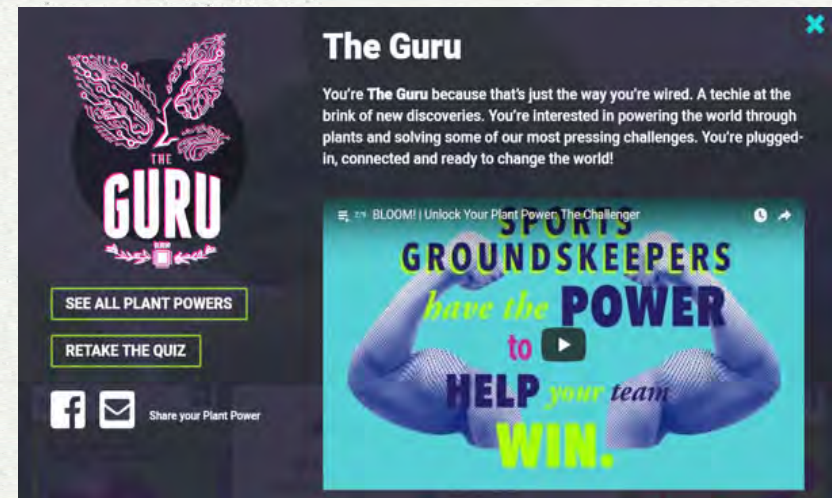 THE
GURU
SEE ALL PLANT POWERS
RETAKE THE QUIZ
Share your Plant Power
The Guru
You're The Guru because that's just the way you're wired. A techie at the
brink of new discoveries. You're interested in powering the world through
plants and solving some of our most pressing challenges. You're plugged-
in, connected and ready to change the world!
BLOOM! | Unlock Your Plant Power: The Challenger
SPORTS
GROUNDSKEEPERS
have the POWER
to
HELP your team
WIN.